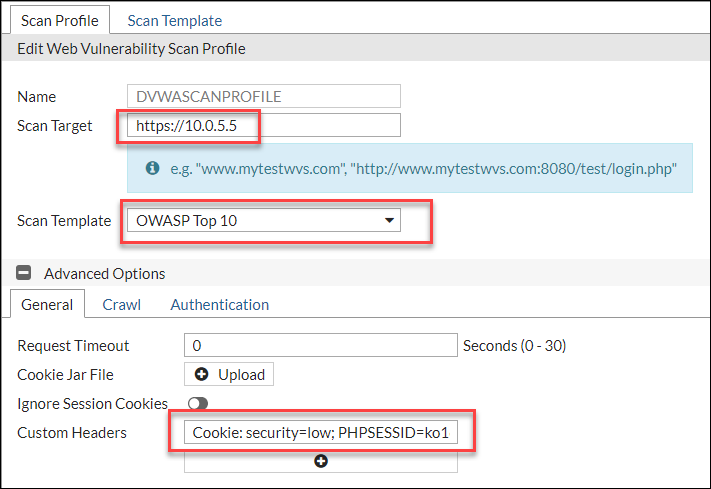 Scan Profile Scan Template
Edit Web Vulnerability Scan Profile
Name DVWASCANPROFILE
Scan Target https://10.0.5.5
e.g. "www.mytestwvs.com", "http://www.mytestwvs.com:8080/test/login.php"
Scan Template OWASP Top 10
Advanced Options
General Crawl Authentication
Request Timeout 0 Seconds (0 - 30)
Cookie Jar File Upload
Ignore Session Cookies
Custom Headers Cookie: security=low; PHPSESSID=ko1